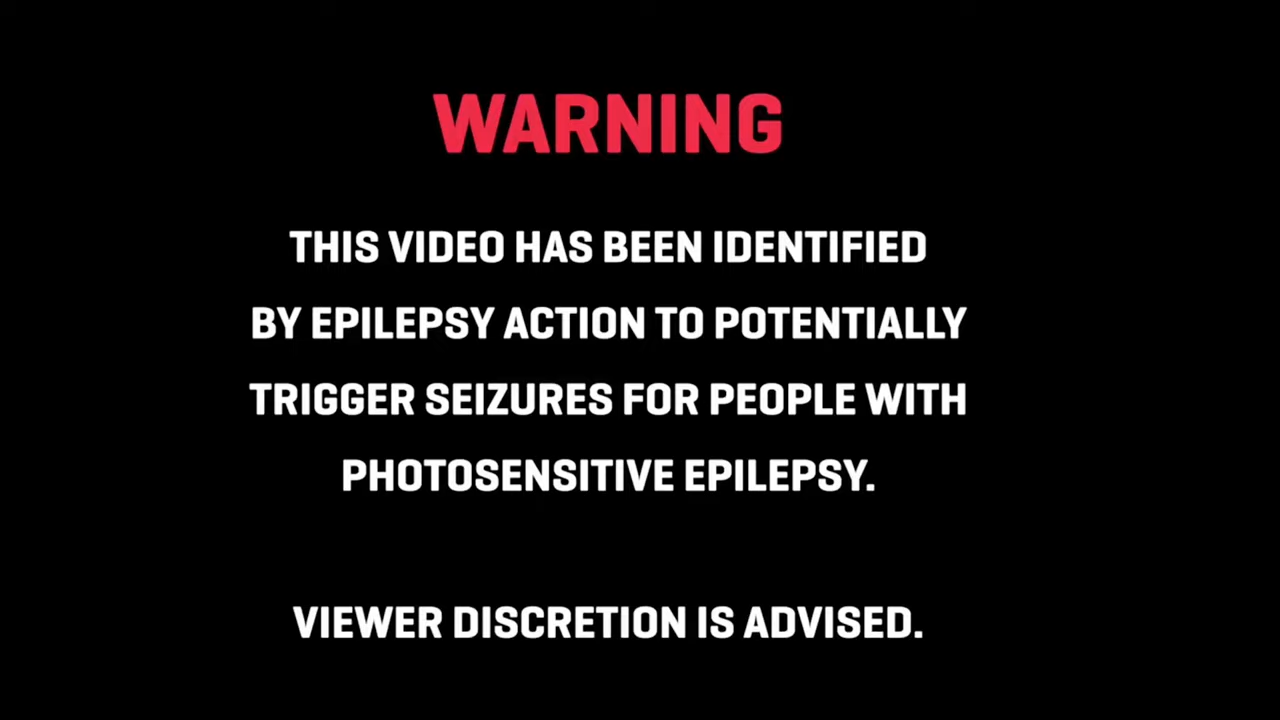 WARNING
THIS VIDEO HAS BEEN IDENTIFIED
BY EPILEPSY ACTION TO POTENTIALLY
TRIGGER SEIZURES FOR PEOPLE WITH
PHOTOSENSITIVE EPILEPSY.
VIEWER DISCRETION IS ADVISED.